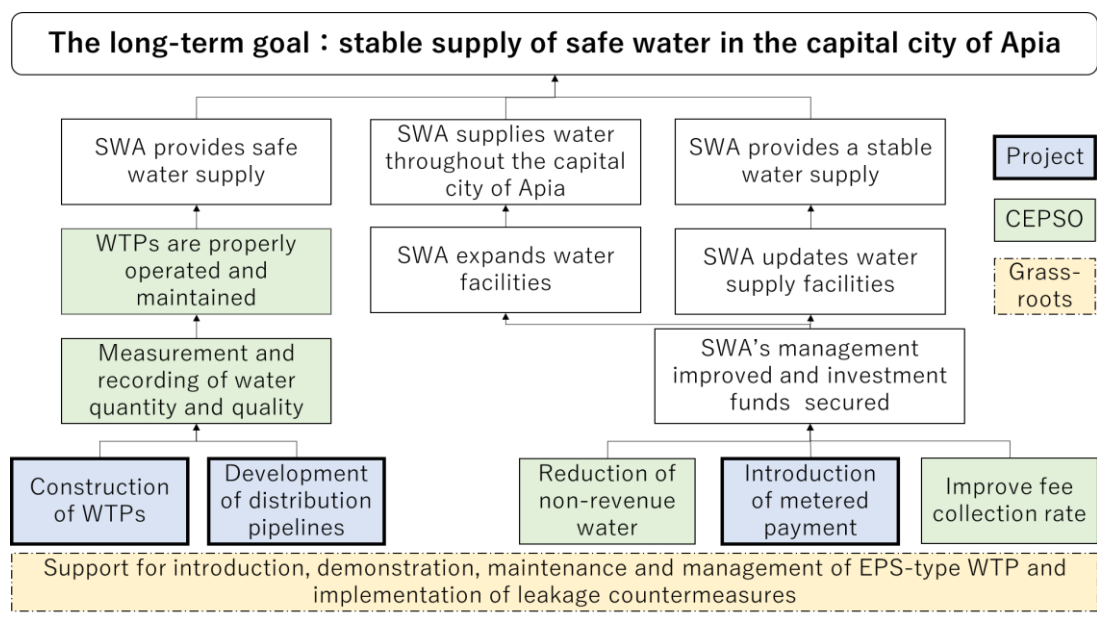 The long-term goal：stable supply of safe water in the capital city of Apia
SWA provides safe
water supply
SWA supplies water
throughout the capital
city of Apia
SWA provides a stable
water supply
Project
CEPSO
Grass-
roots
WTPs are properly
operated and
maintained
SWA expands water
facilities
SWA updates water
supply facilities
Measurement and
recording of water
quantity and quality
SWA’s management
improved and investment
funds secured
Construction
of WTPs
Development
of distribution
pipelines
Reduction of
non-revenue
water
Introduction
of metered
payment
Improve fee
collection rate
Support for introduction, demonstration, maintenance and management of EPS-type WTP and
implementation of leakage countermeasures